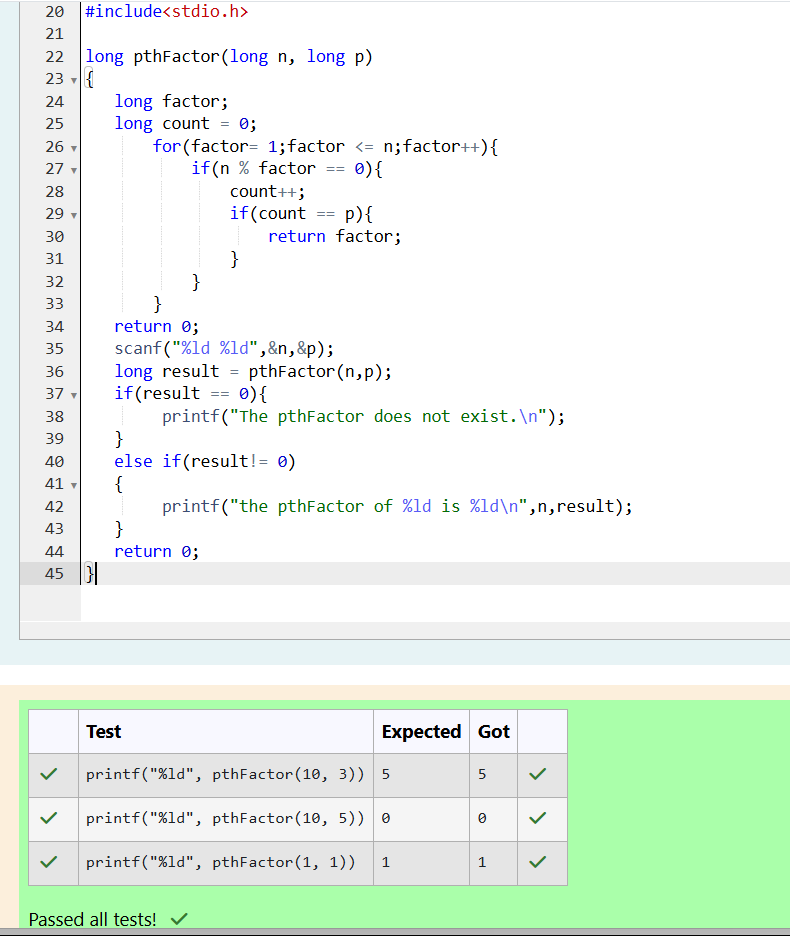 20 #include<stdio.h>
21
22 long pthFactor(long n, long p)
23 {
24 long factor;
25 long count = 0;
26 for(factor= 1;factor <= n;factor++){
27 if(n % factor == 0){
28 count++;
29 if(count == p){
30 return factor;
31 }
32 }
33 }
34 return 0;
35 scanf("%ld %ld",&n,&p);
36 long result = pthFactor(n,p);
37 if(result == 0){
38 printf("The pthFactor does not exist.\n");
39 }
40 else if(result!= 0)
41 {
42 printf("the pthFactor of %ld is %ld\n",n,result);
43 }
44 return 0;
45 }
Test Expected Got
printf("%ld", pthFactor(10, 3)) 5 5
printf("%ld", pthFactor(10, 5)) 0 0
printf("%ld", pthFactor(1, 1)) 1 1
Passed all tests!